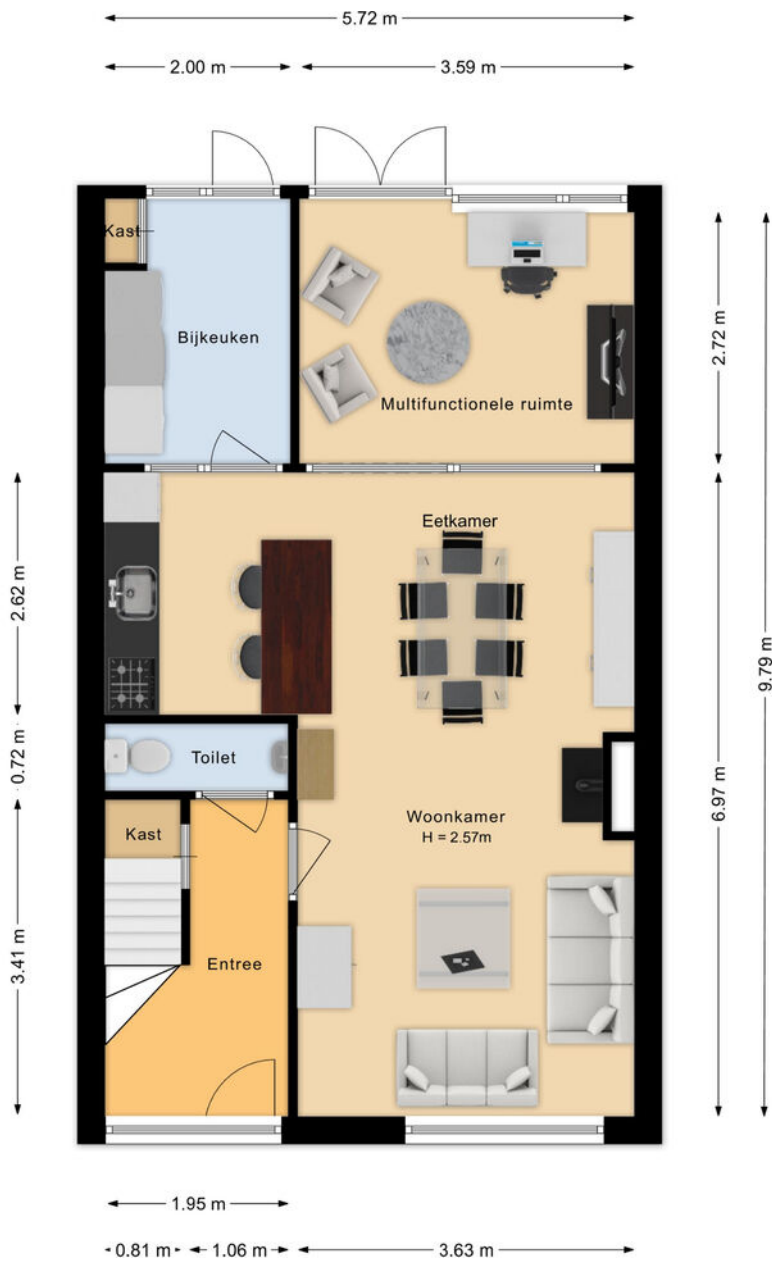 5.72 m
2.00 m
3.59 m
Kast
Bijkeuken
Multifunctionele ruimte
2.72 m
Eetkamer
2.62 m
9.79 m
0.72 m
Toilet
6.97 m
Kast
Woonkamer
H = 2.57m
3.41 m
Entree
1.95 m
0.81 m
1.06 m
3.63 m